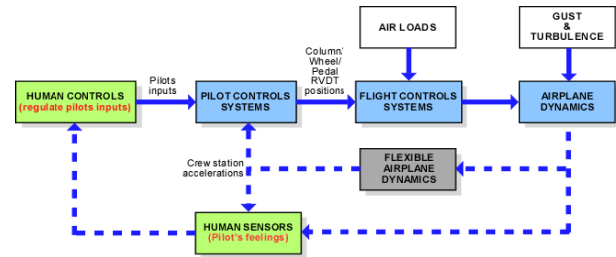 AIR LOADS
GUST
&
TURBULENCE
Column/
Wheel/
Pedal
RVDT
positions
Pilots
inputs
HUMAN CONTROLS
(regulate pilots inputs)
PILOT CONTROLS
SYSTEMS
FLIGHT CONTROLS
SYSTEMS
AIRPLANE
DYNAMICS
Crew station
accelerations
FLEXIBLE
AIRPLANE
DYNAMICS
HUMAN SENSORS
(Pilot's feelings)